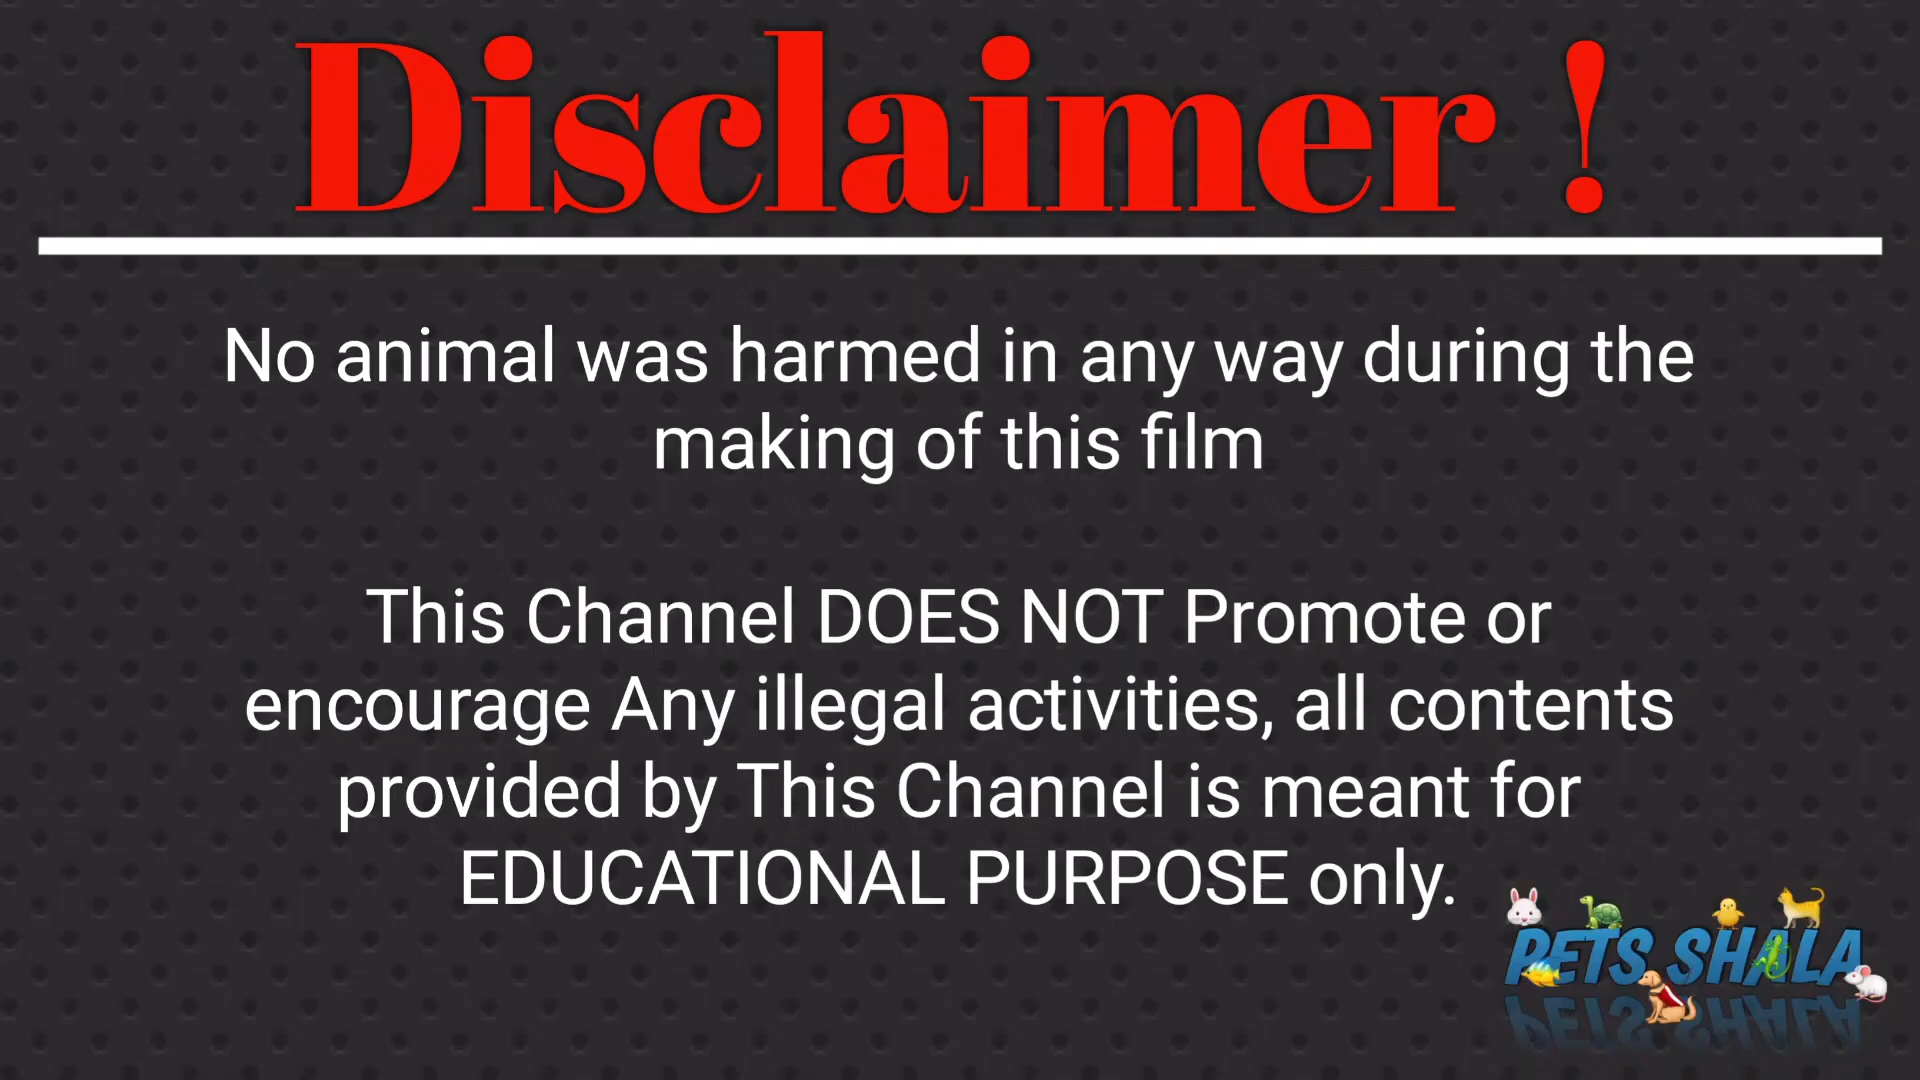 Disclaimer !
No animal was harmed in any way during the
making of this film
This Channel DOES NOT Promote or
encourage Any illegal activities, all contents
provided by This Channel is meant for
EDUCATIONAL PURPOSE only.
PETS SHALA